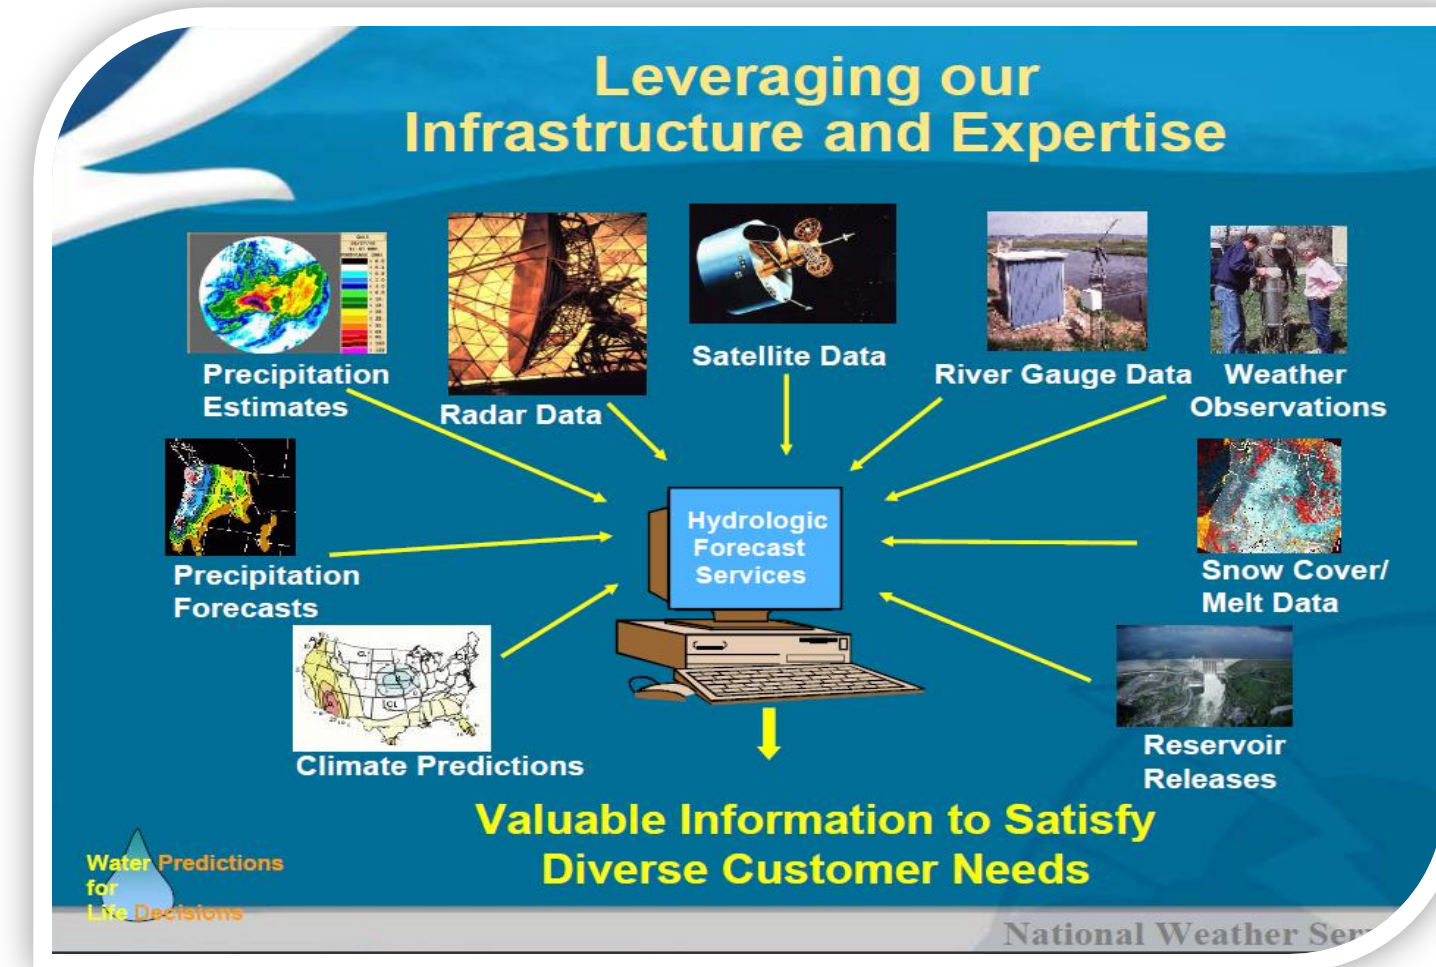 Leveraging our
Infrastructure and Expertise
Precipitation
Estimates
Radar Data
Satellite Data
River Gauge Data
Weather
Observations
Precipitation
Forecasts
Hydrologic
Forecast
Services
Snow Cover/
Melt Data
Climate Predictions
Reservoir
Releases
Valuable Information to Satisfy
Diverse Customer Needs
Water Predictions
for
Life Decisions
National Weather